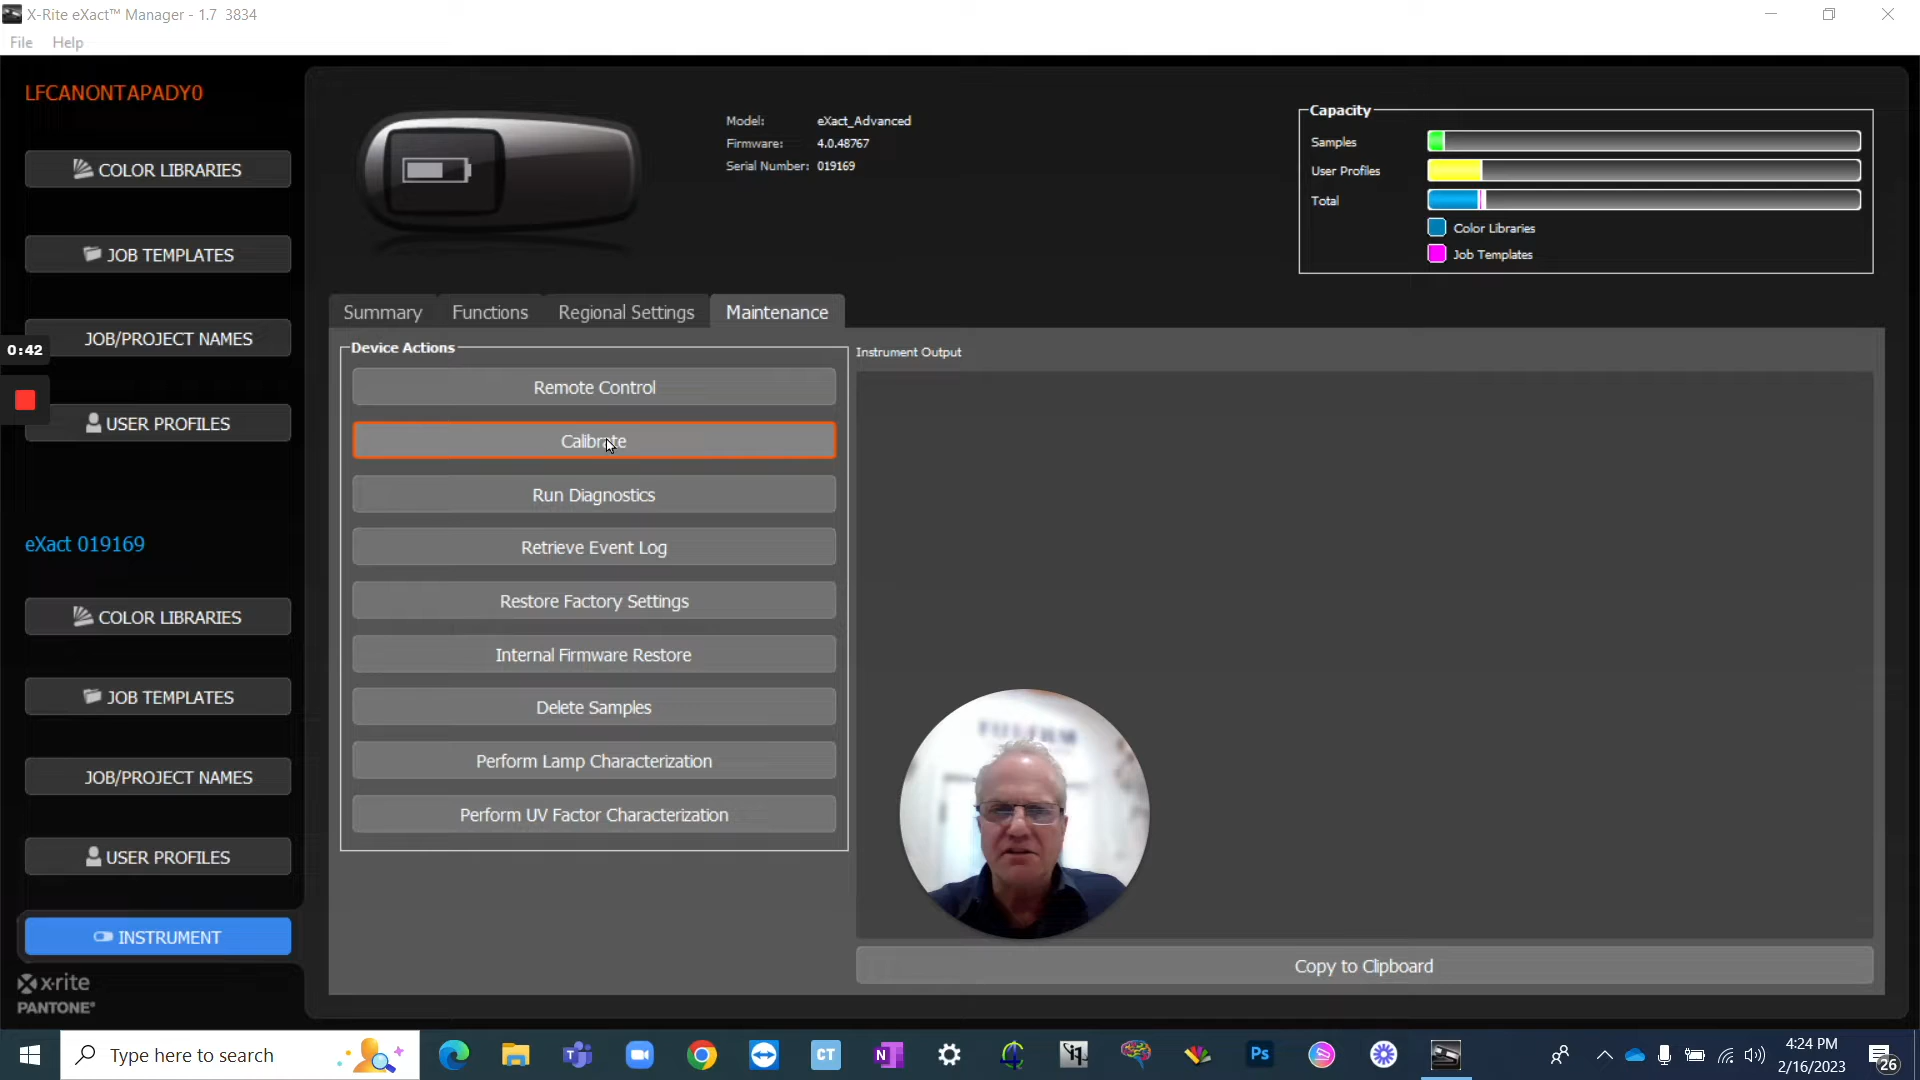 X-Rite eXact™ Manager - 1.7 3834
File Help
LFCANONTAPADY0
COLOR LIBRARIES
JOB TEMPLATES
JOB/PROJECT NAMES
0:42
USER PROFILES
eXact 019169
COLOR LIBRARIES
JOB TEMPLATES
JOB/PROJECT NAMES
USER PROFILES
INSTRUMENT
x·rite
PANTONE®
Model: eXact_Advanced
Firmware: 4.0.48767
Serial Number: 019169
Capacity
Samples
User Profiles
Total
Color Libraries
Job Templates
Summary Functions Regional Settings Maintenance
Device Actions
Remote Control
Calibrate
Run Diagnostics
Retrieve Event Log
Restore Factory Settings
Internal Firmware Restore
Delete Samples
Perform Lamp Characterization
Perform UV Factor Characterization
Instrument Output
FUJIFILM
Copy to Clipboard
Type here to search
CT
N
Ps
4:24 PM
2/16/2023
26